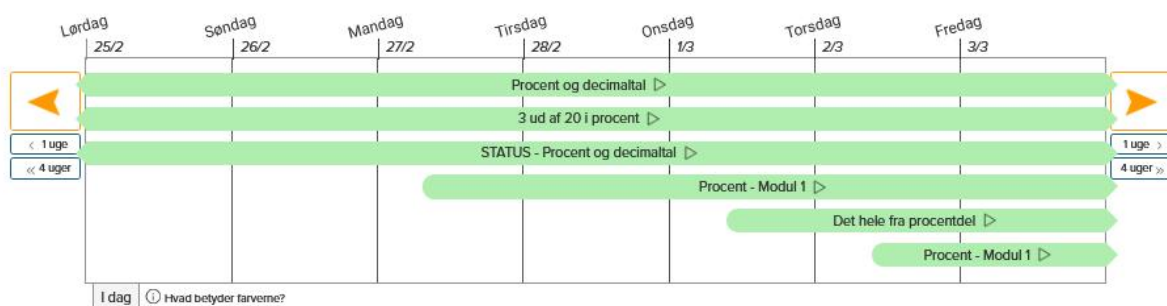 Lørdag Søndag Mandag Tirsdag Onsdag Torsdag Fredag
25/2 26/2 27/2 28/2 1/3 2/3 3/3
Procent og decimaltal
3 ud af 20 i procent
< 1 uge
1 uge >
STATUS - Procent og decimaltal
« 4 uger
4 uger »
Procent - Modul 1
Det hele fra procentdel
Procent - Modul 1
I dag Hvad betyder farverne?